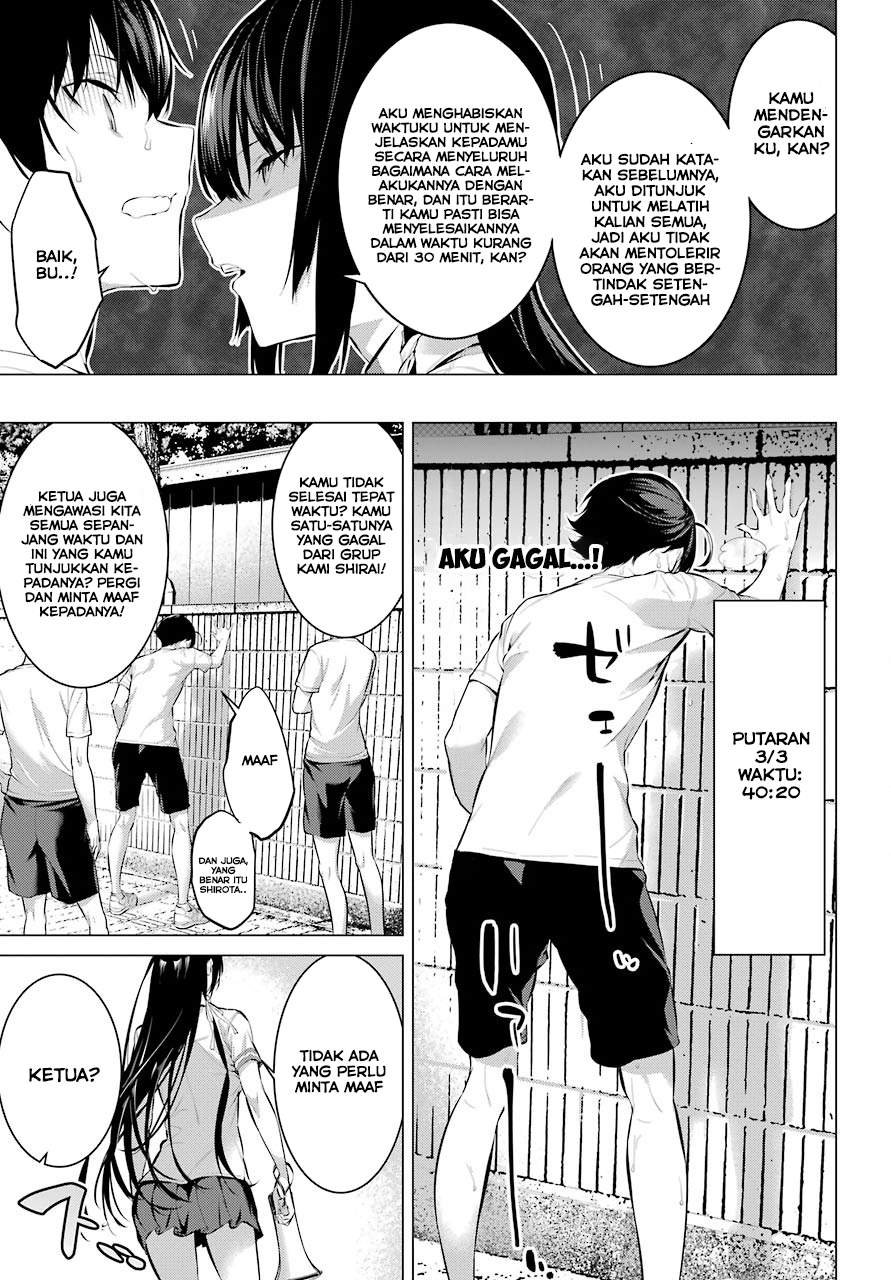 KAMU
MENDEN-
GARKAN
KU, KAN?
AKU SUDAH KATA-
KAN SEBELUMNYA,
AKU DITUNJUK
UNTUK MELATIH
KALIAN SEMUA,
JADI AKU TIDAK
AKAN MENTOLERIR
ORANG YANG BER-
TINDAK SETEN-
GAH-SETENGAH
AKU MENGHABISKAN
WAKTUKU UNTUK MEN-
JELASKAN KEPADAMU
SECARA MENYELURUH
BAGAIMANA CARA MEL-
AKUKANNYA DENGAN
BENAR, DAN ITU BERAR-
TI KAMU PASTI BISA
MENYELESAIKANNYA
DALAM WAKTU KURANG
DARI 30 MENIT, KAN?
BAIK,
BU..!
AKU GAGAL...!
ゼエ
PUTARAN
3/3
WAKTU:
40:20
KAMU TIDAK
SELESAI TEPAT
WAKTU? KAMU
SATU-SATUNYA
YANG GAGAL
DARI GRUP
KAMI SHIRAI!
KETUA JUGA
MENGAWASI KITA
SEMUA SEPAN-
JANG WAKTU DAN
INI YANG KAMU
TUNJUKKAN KE-
PADANYA? PERGI
DAN MINTA MAAF
KEPADANYA!
MAAF
DAN JUGA,
YANG
BENAR ITU
SHIROTA..
TIDAK ADA
YANG PERLU
MINTA MAAF
KETUA?